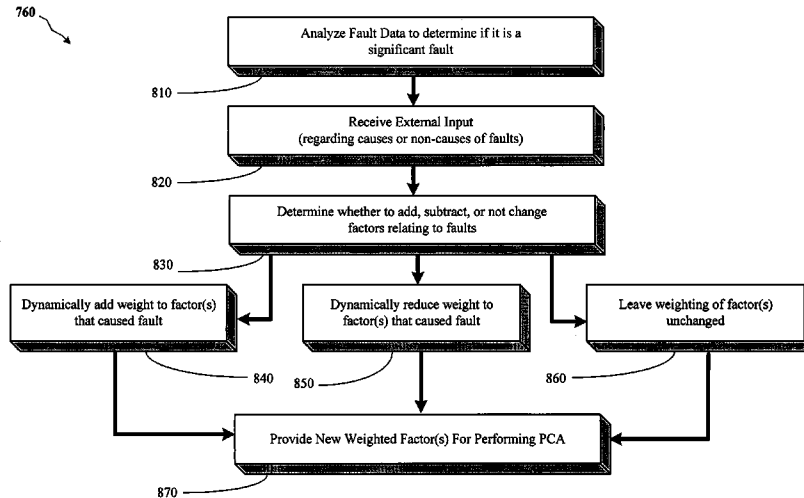 760
Analyze Fault Data to determine if it is a
significant fault
810
Receive External Input
(regarding causes or non-causes of faults)
820
Determine whether to add, subtract, or not change
factors relating to faults
830
Dynamically add weight to factor(s)
that caused fault
840
Dynamically reduce weight to
factor(s) that caused fault
850
Leave weighting of factor(s)
unchanged
860
Provide New Weighted Factor(s) For Performing PCA
870